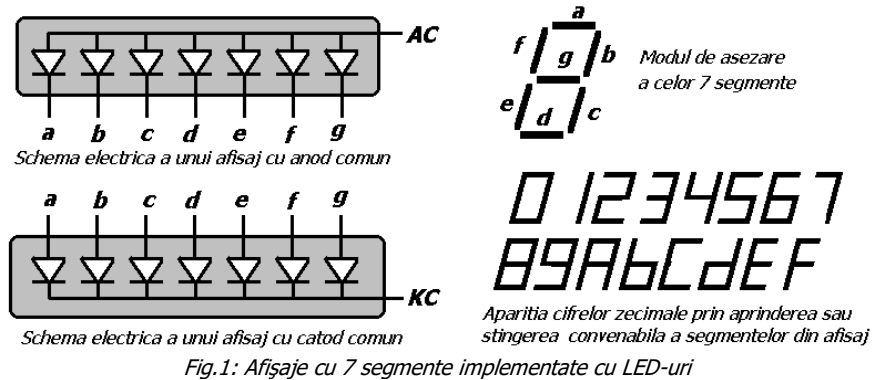 AC
a b c d e f g
Schema electrica a unui afisaj cu anod comun
a
f g b
e d c
Modul de asezare
a celor 7 segmente
a b c d e f g
KC
Schema electrica a unui afisaj cu catod comun
01234567
89AbCdEF
Aparitia cifrelor zecimale prin aprinderea sau
stingerea convenabila a segmentelor din afisaj
Fig.1: Afişaje cu 7 segmente implementate cu LED-uri